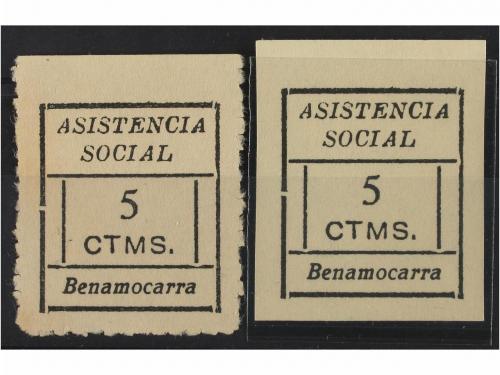 ASISTENCIA
SOCIAL
5
CTMS.
Benamocarra
ASISTENCIA
SOCIAL
5
CTMS.
Benamocarra